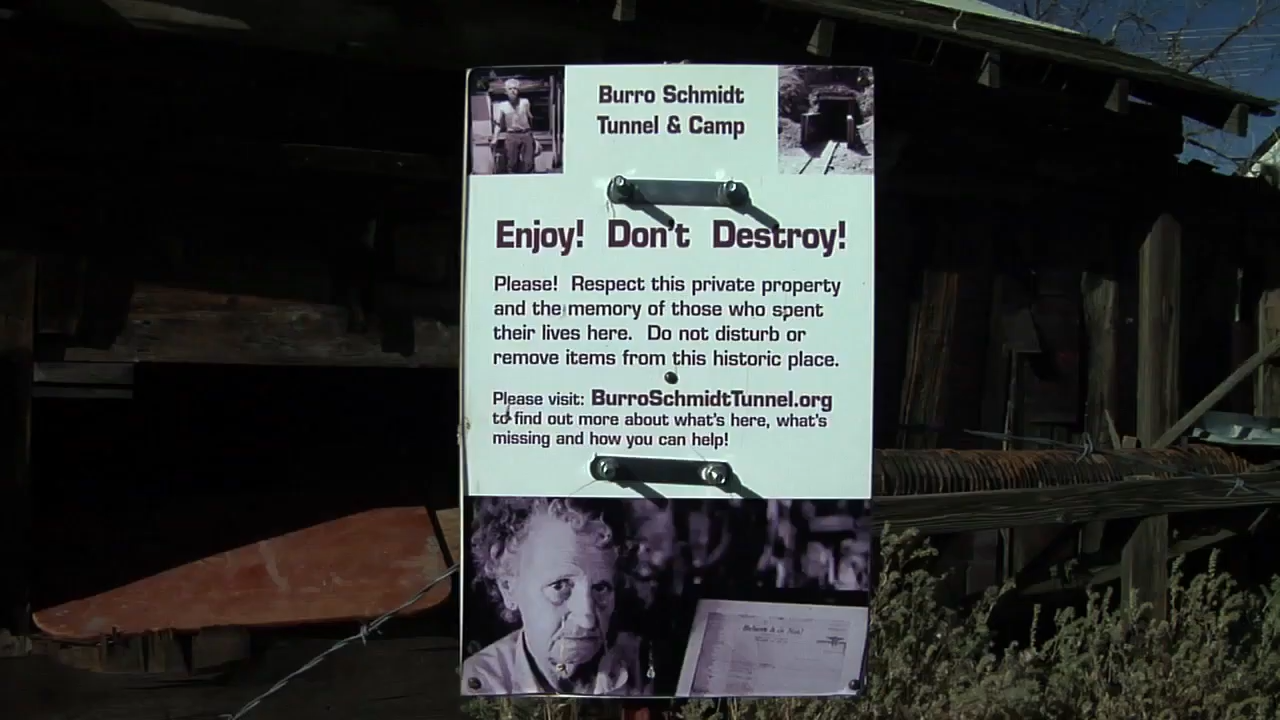 Burro Schmidt
Tunnel & Camp
Enjoy! Don't Destroy!
Please! Respect this private property
and the memory of those who spent
their lives here. Do not disturb or
remove items from this historic place.
Please visit: BurroSchmidtTunnel.org
to find out more about what's here, what's
missing and how you can help!
Believe It or Not!